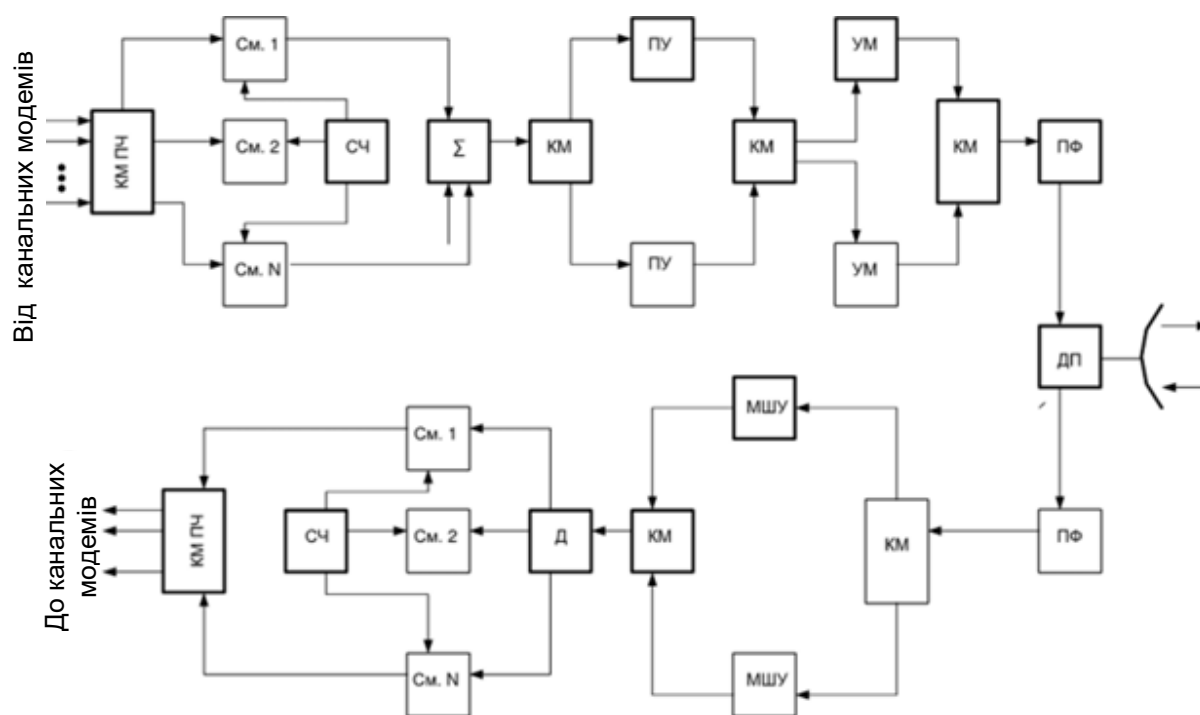 Від канальних модемів
КМ ПЧ
См. 1
См. 2
См. N
СЧ
Σ
КМ
ПУ
ПУ
КМ
УМ
УМ
КМ
ПФ
ДП
До канальних
модемів
КМ ПЧ
СЧ
См. 1
См. 2
См. N
Д
КМ
МШУ
МШУ
КМ
ПФ